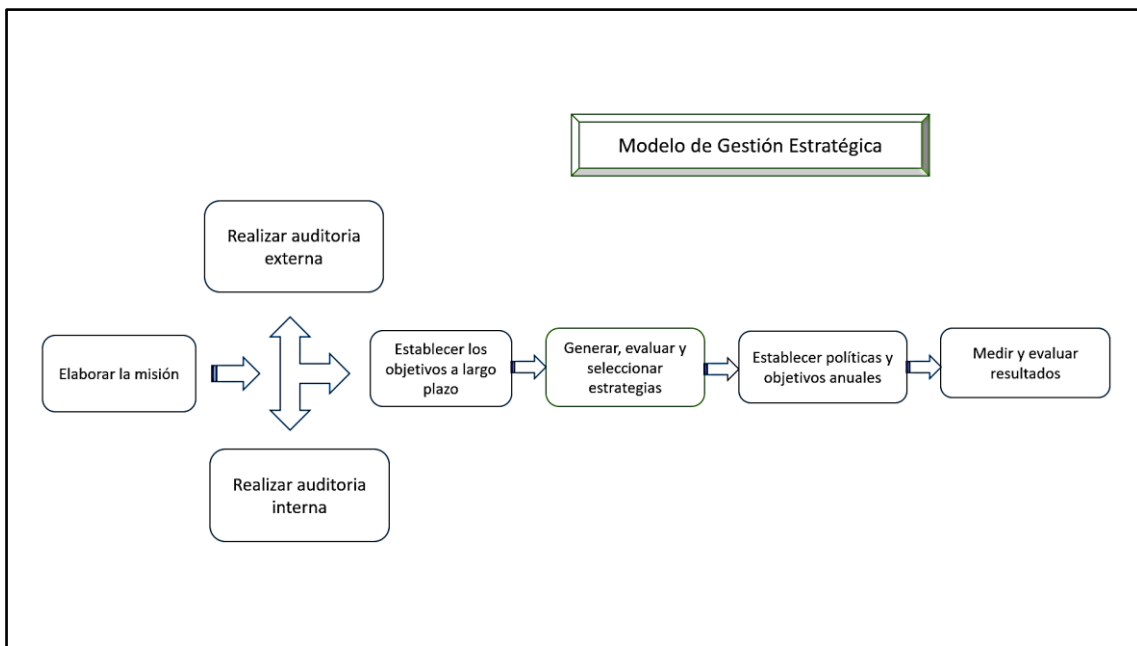 Modelo de Gestión Estratégica
Realizar auditoria
externa
Elaborar la misión
Establecer los
objetivos a largo
plazo
Generar, evaluar y
seleccionar
estrategias
Establecer políticas y
objetivos anuales
Medir y evaluar
resultados
Realizar auditoria
interna